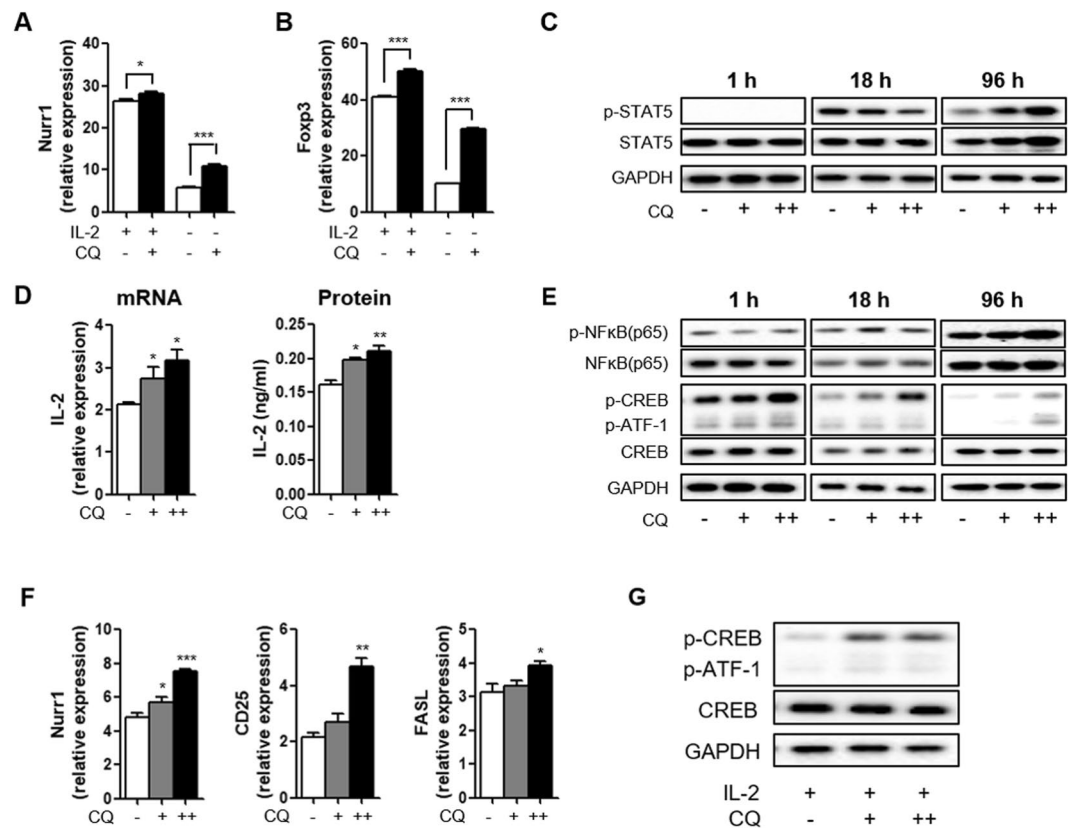 A
Nurr1
(relative expression)
40
30
20
10
0
*
***
IL-2 + + - -
CQ - + - +
B
Foxp3
(relative expression)
60
40
20
0
***
***
IL-2 + + - -
CQ - + - +
C
1 h 18 h 96 h
p-STAT5
STAT5
GAPDH
CQ - + ++ - + ++ - + ++
D
mRNA
IL-2
(relative expression)
4
3
2
1
0
*
*
CQ - + ++
Protein
IL-2 (ng/ml)
0.25
0.20
0.15
0.10
0.05
0.00
*
**
CQ - + ++
E
1 h 18 h 96 h
p-NFκB(p65)
NFκB(p65)
p-CREB
p-ATF-1
CREB
GAPDH
CQ - + ++ - + ++ - + ++
F
Nurr1
(relative expression)
10
8
6
4
2
0
*
***
CQ - + ++
CD25
(relative expression)
6
4
2
0
**
CQ - + ++
FASL
(relative expression)
5
4
3
2
1
0
*
CQ - + ++
G
p-CREB
p-ATF-1
CREB
GAPDH
IL-2 + + +
CQ - + ++